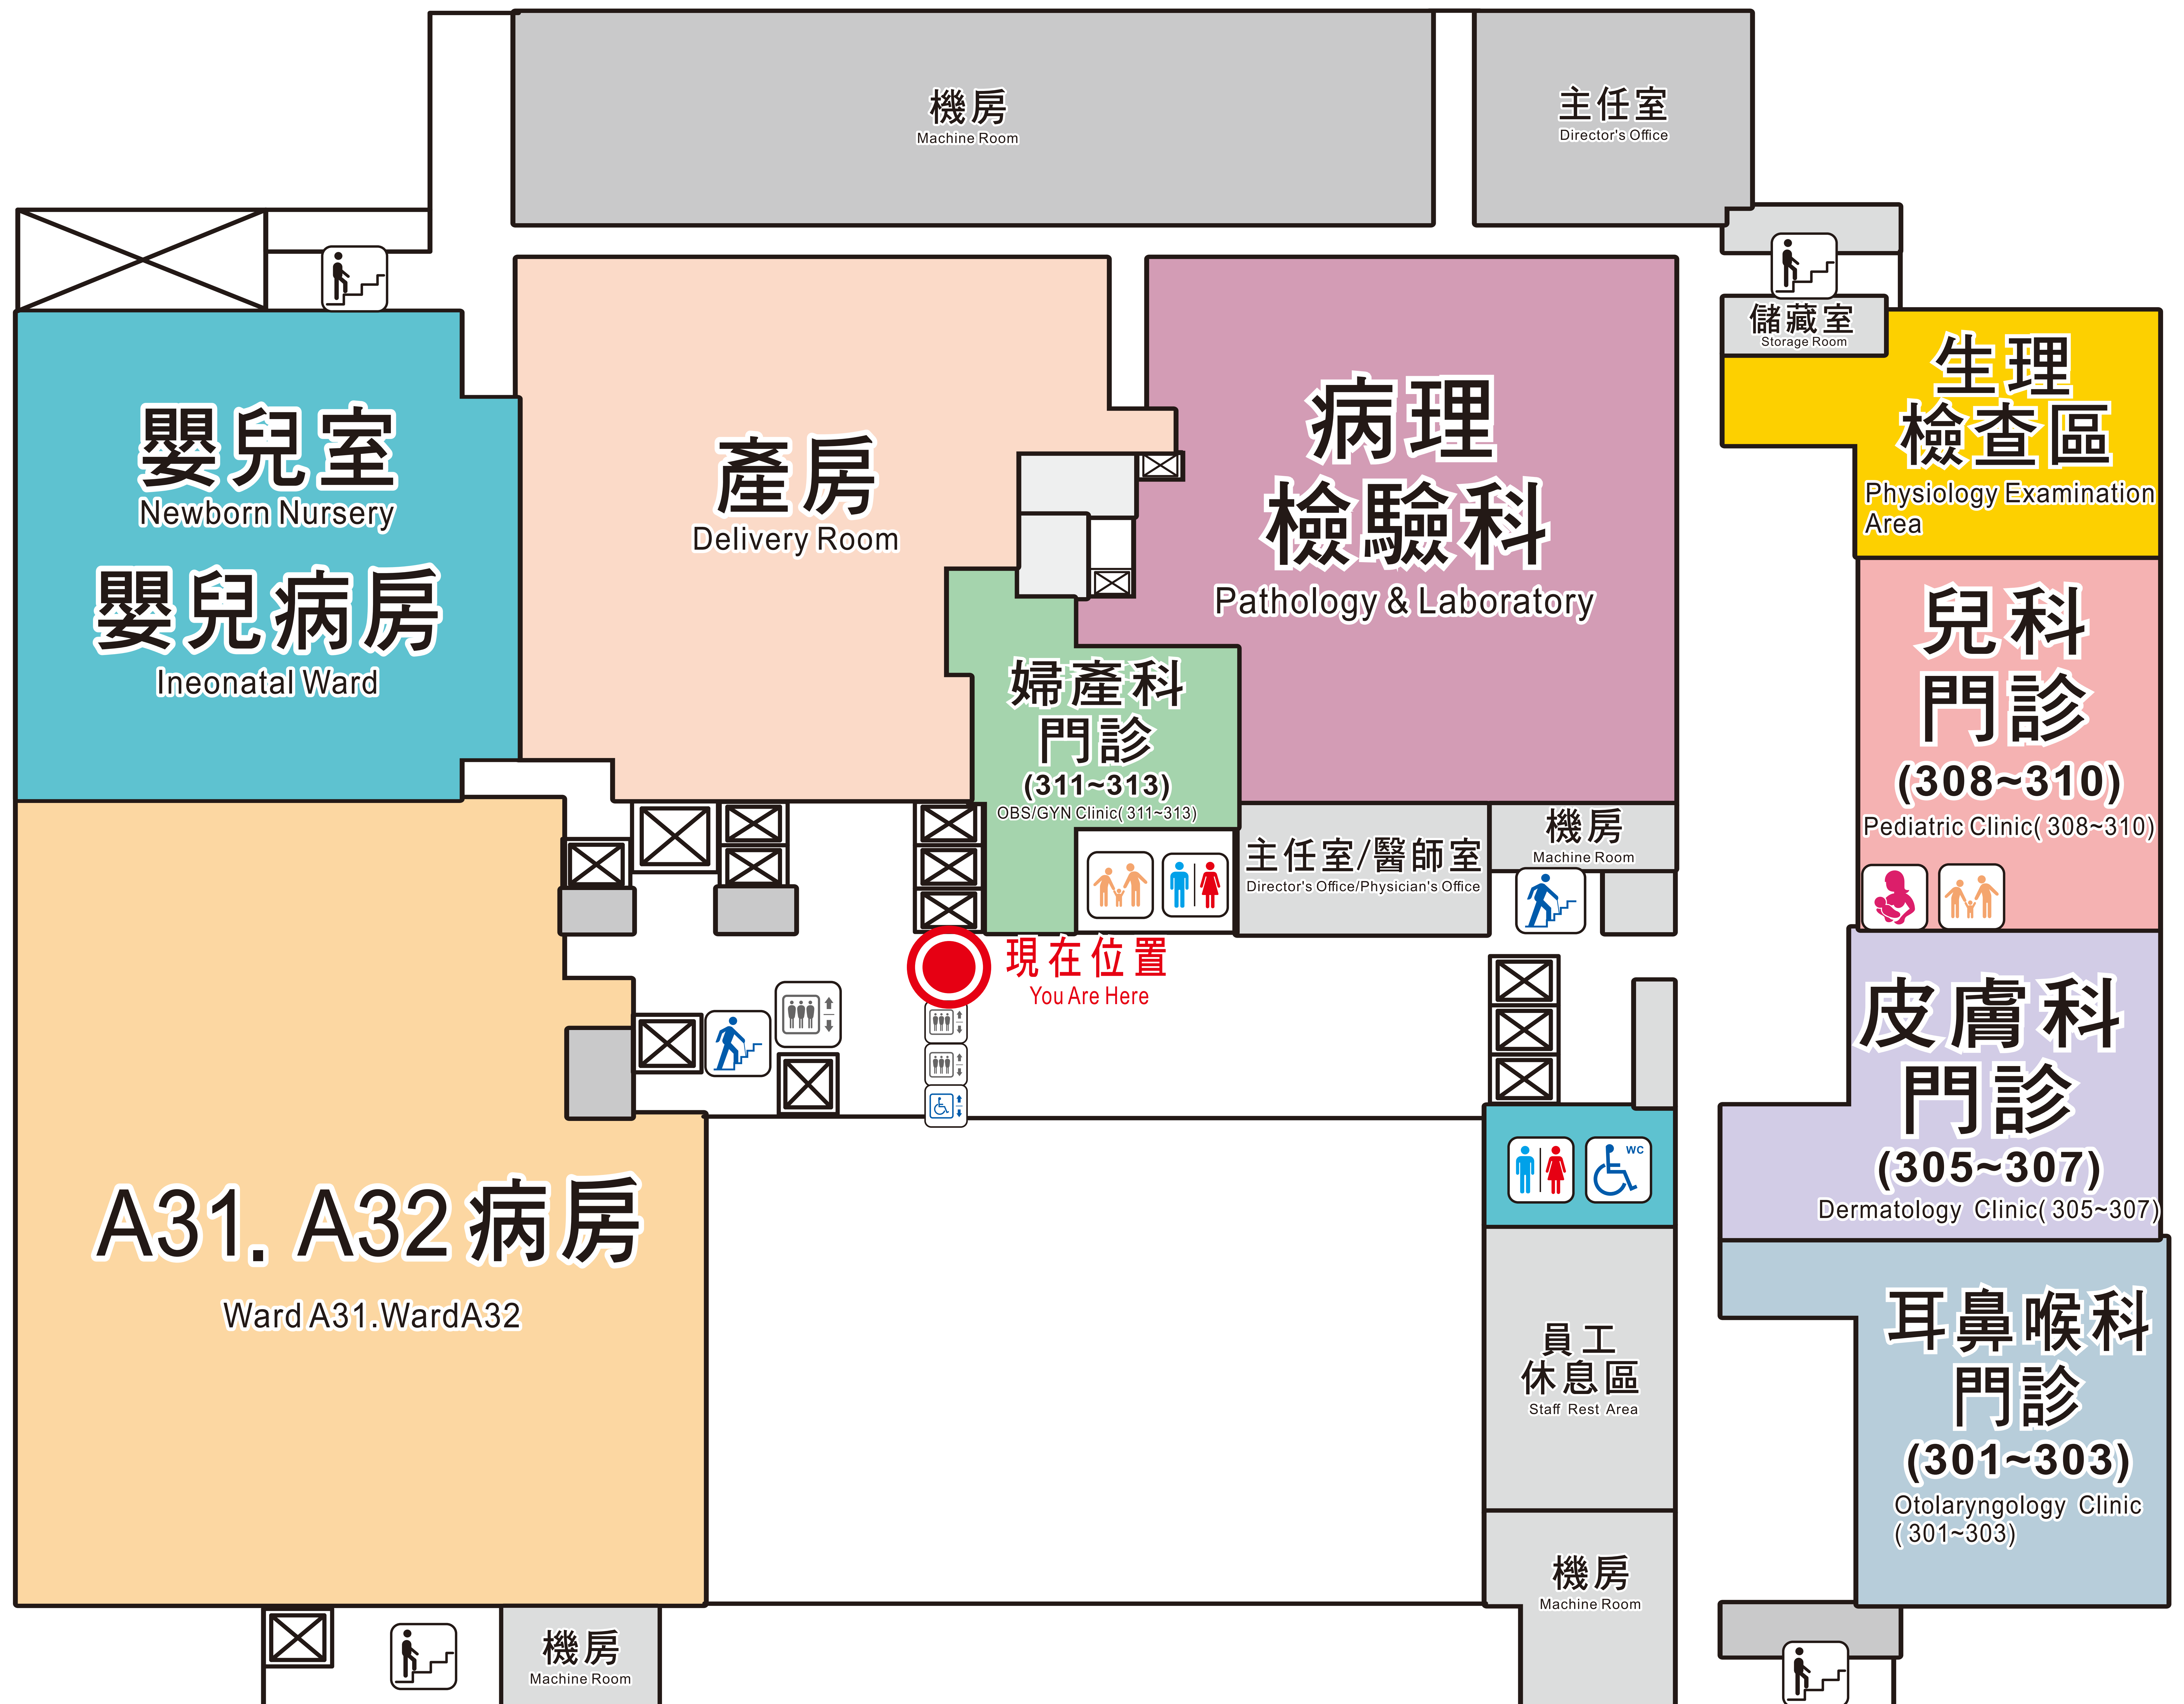 機房
Machine Room
主任室
Director's Office
儲藏室
Storage Room
生理
檢查區
Physiology Examination
Area
嬰兒室
Newborn Nursery
嬰兒病房
Ineonatal Ward
產房
Delivery Room
病理
檢驗科
Pathology & Laboratory
婦產科
門診
(311~313)
OBS/GYN Clinic( 311~313)
兒科
門診
(308~310)
Pediatric Clinic( 308~310)
主任室/醫師室
Director's Office/Physician's Office
機房
Machine Room
現在位置
You Are Here
皮膚科
門診
(305~307)
Dermatology Clinic( 305~307)
WC
A31. A32 病房
Ward A31.WardA32
員工
休息區
Staff Rest Area
耳鼻喉科
門診
(301~303)
Otolaryngology Clinic
( 301~303)
機房
Machine Room
機房
Machine Room